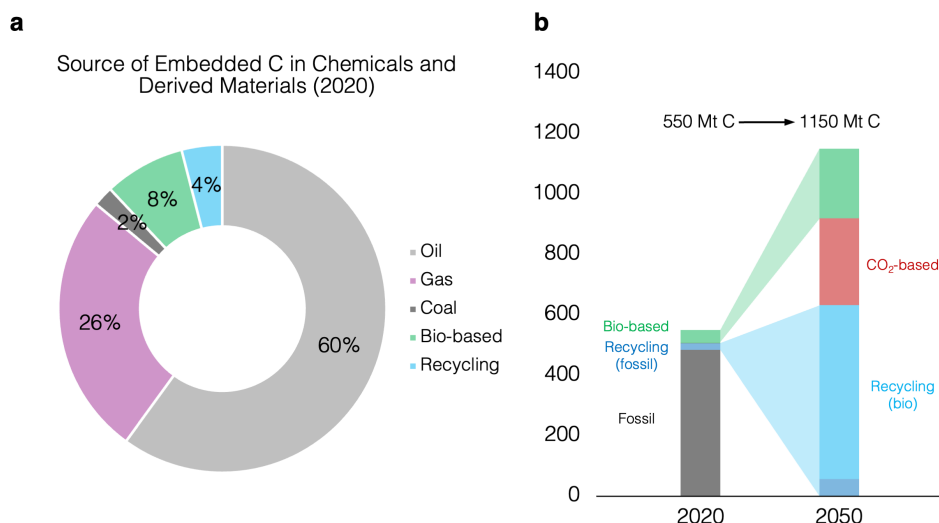 a
Source of Embedded C in Chemicals and
Derived Materials (2020)
4%
8%
2%
26%
60%
Oil
Gas
Coal
Bio-based
Recycling
b
1400
1200
1000
800
600
400
200
0
550 Mt C
1150 Mt C
CO₂-based
Bio-based
Recycling
(fossil)
Fossil
Recycling
(bio)
2020
2050